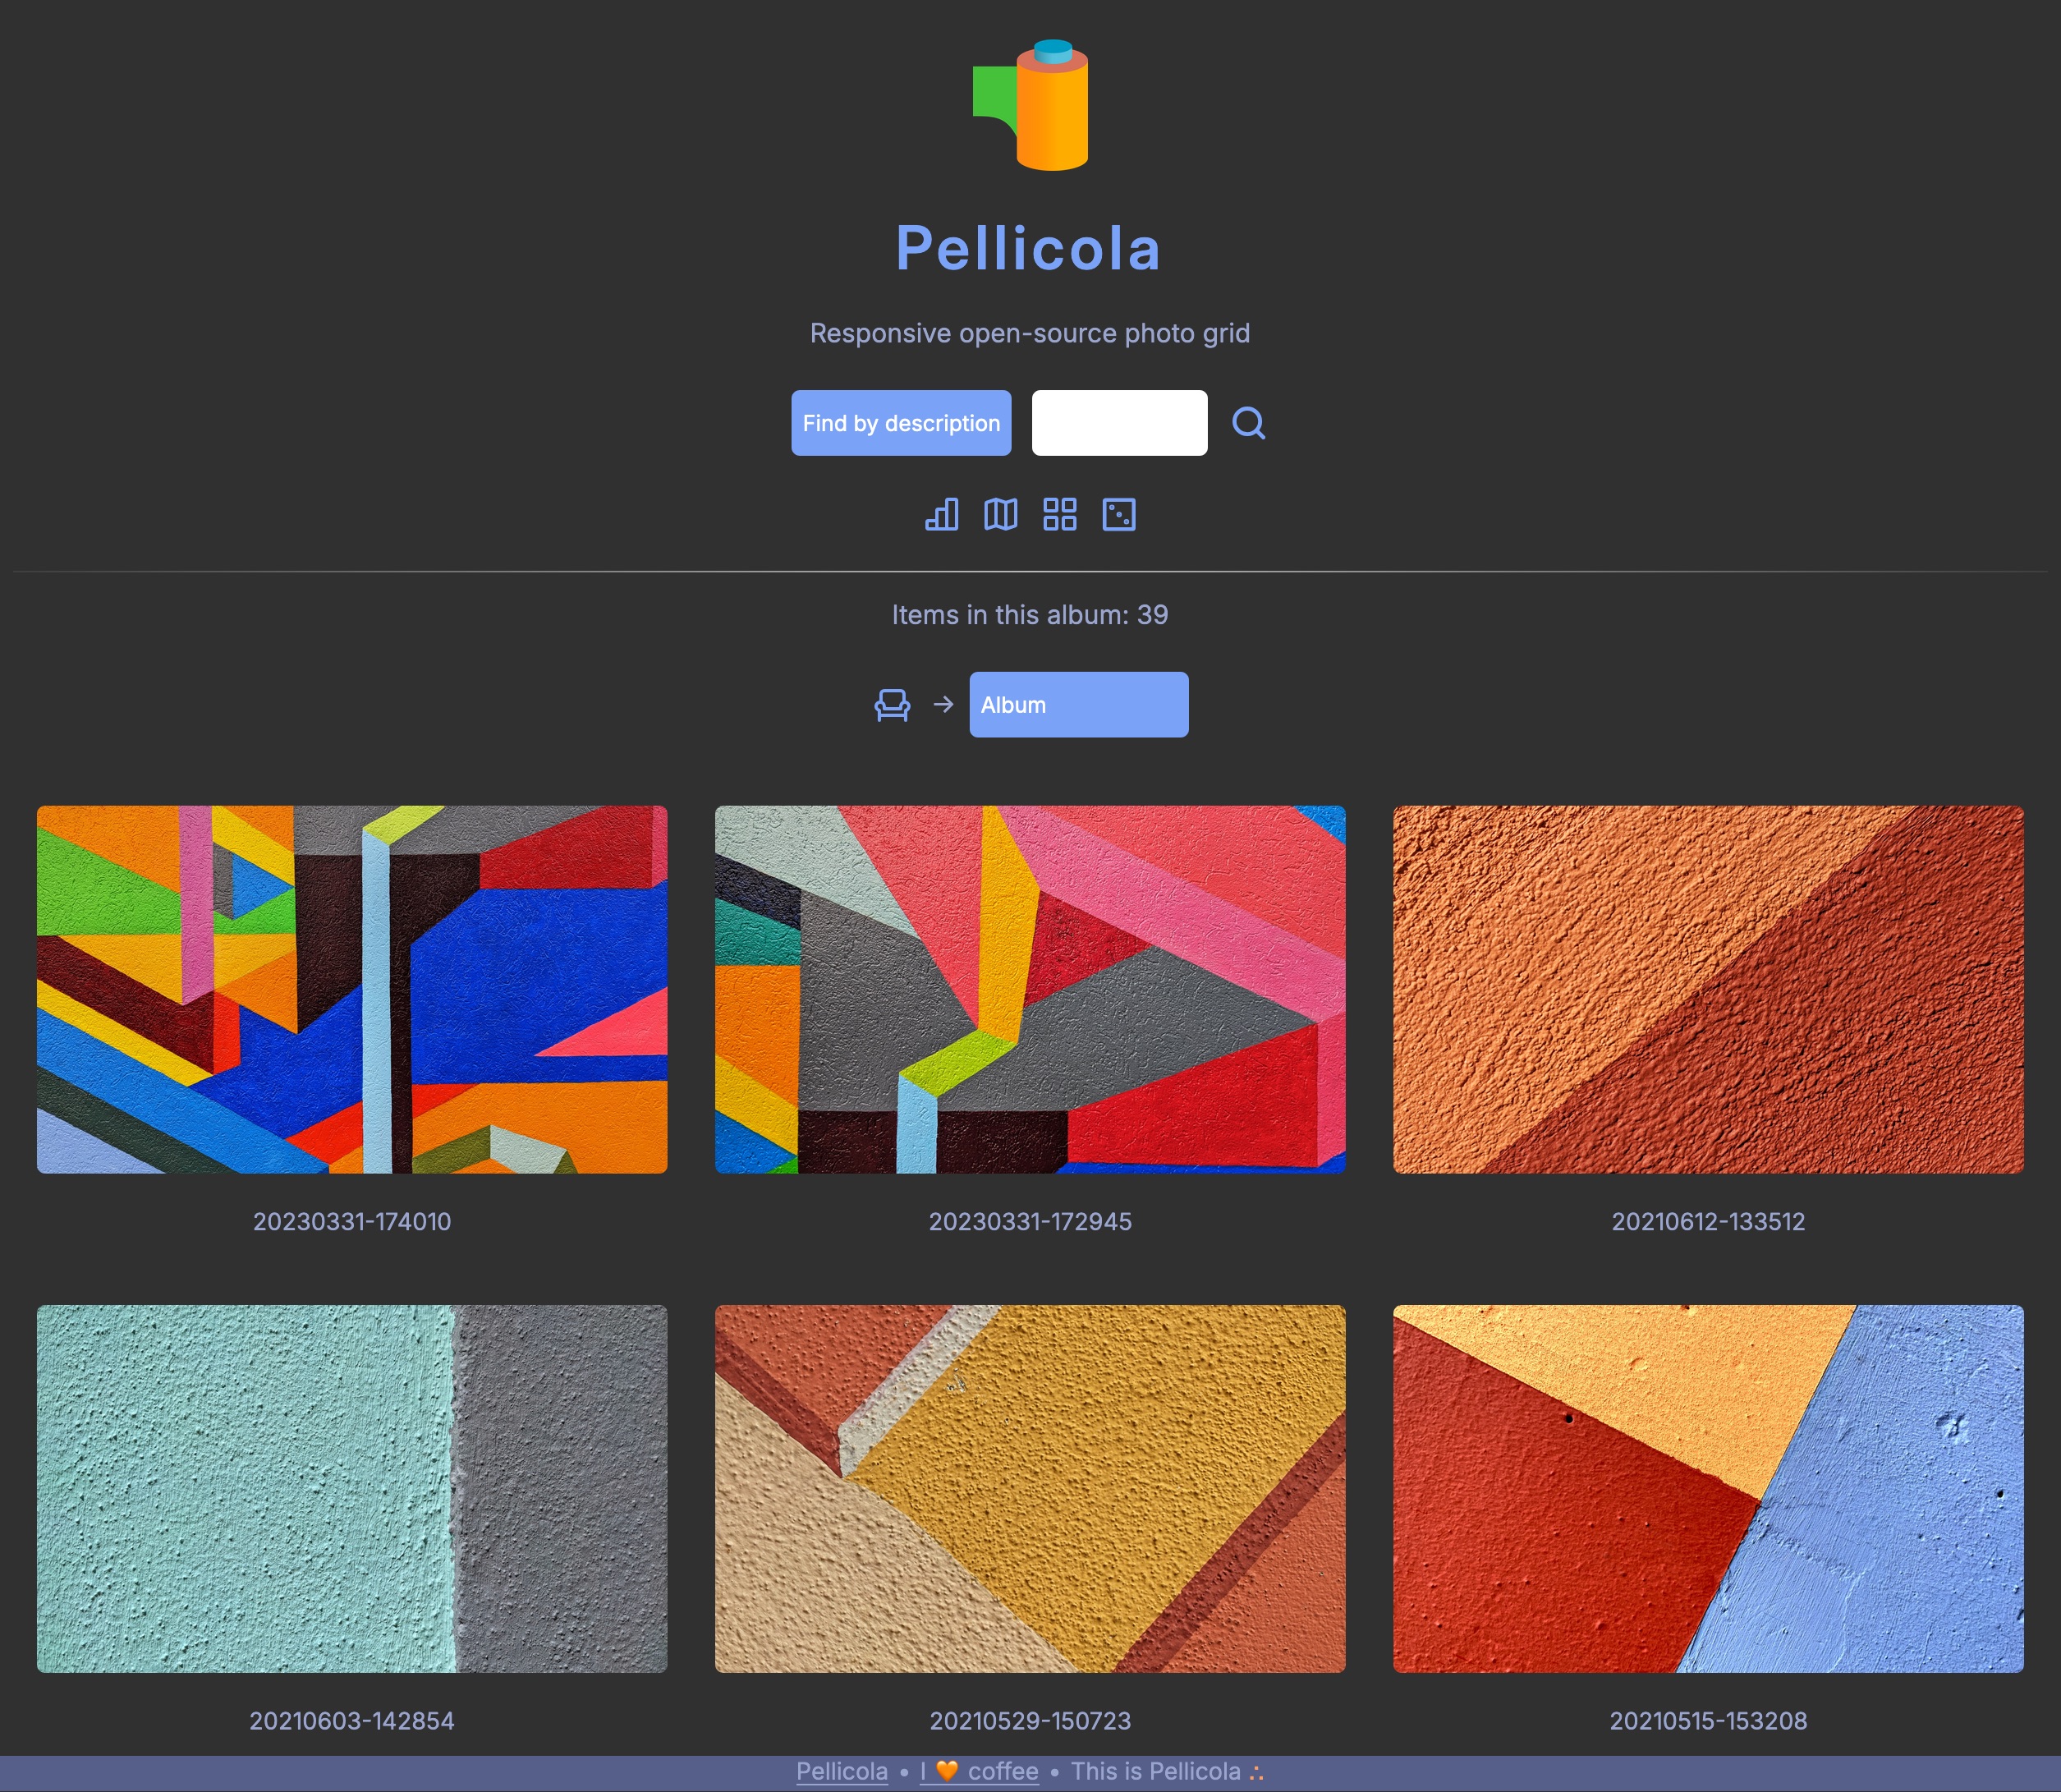 Pellicola
Responsive open-source photo grid
Find by description
Items in this album: 39
→ Album
20230331-174010
20230331-172945
20210612-133512
20210603-142854
20210529-150723
20210515-153208
Pellicola • I 🧡 coffee • This is Pellicola